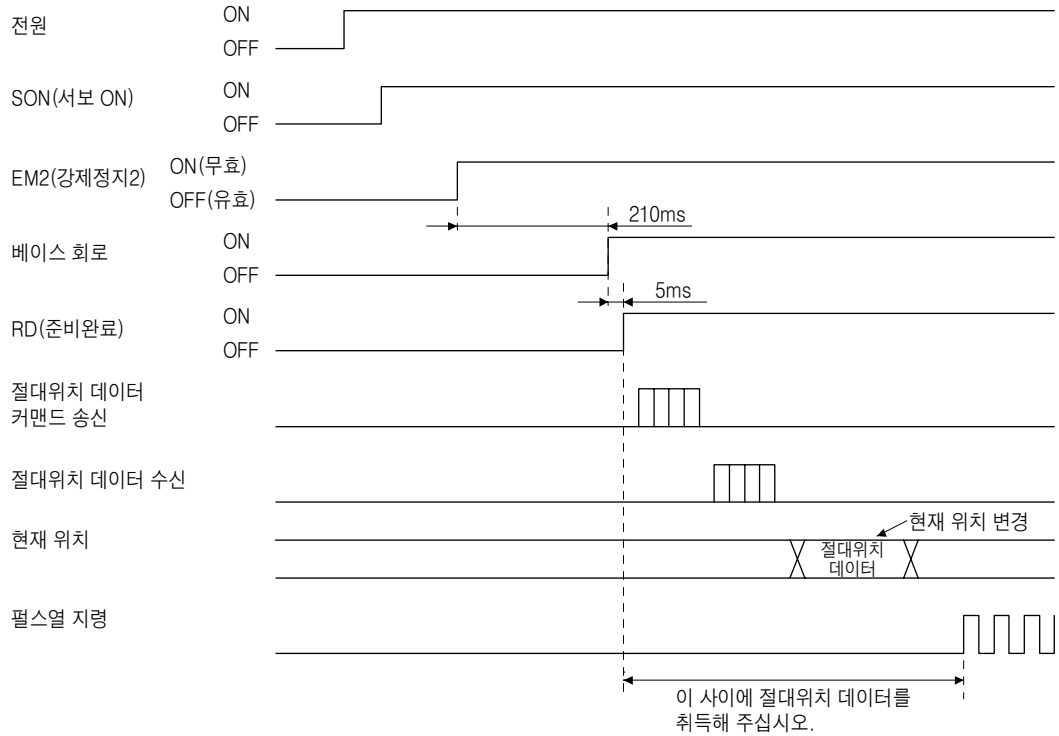 전원
ON
OFF
SON(서보 ON)
ON
OFF
EM2(강제정지2)
ON(무효)
OFF(유효)
210ms
베이스 회로
ON
OFF
5ms
RD(준비완료)
ON
OFF
절대위치 데이터
커맨드 송신
절대위치 데이터 수신
현재 위치 변경
현재 위치
절대위치
데이터
펄스열 지령
이 사이에 절대위치 데이터를
취득해 주십시오.